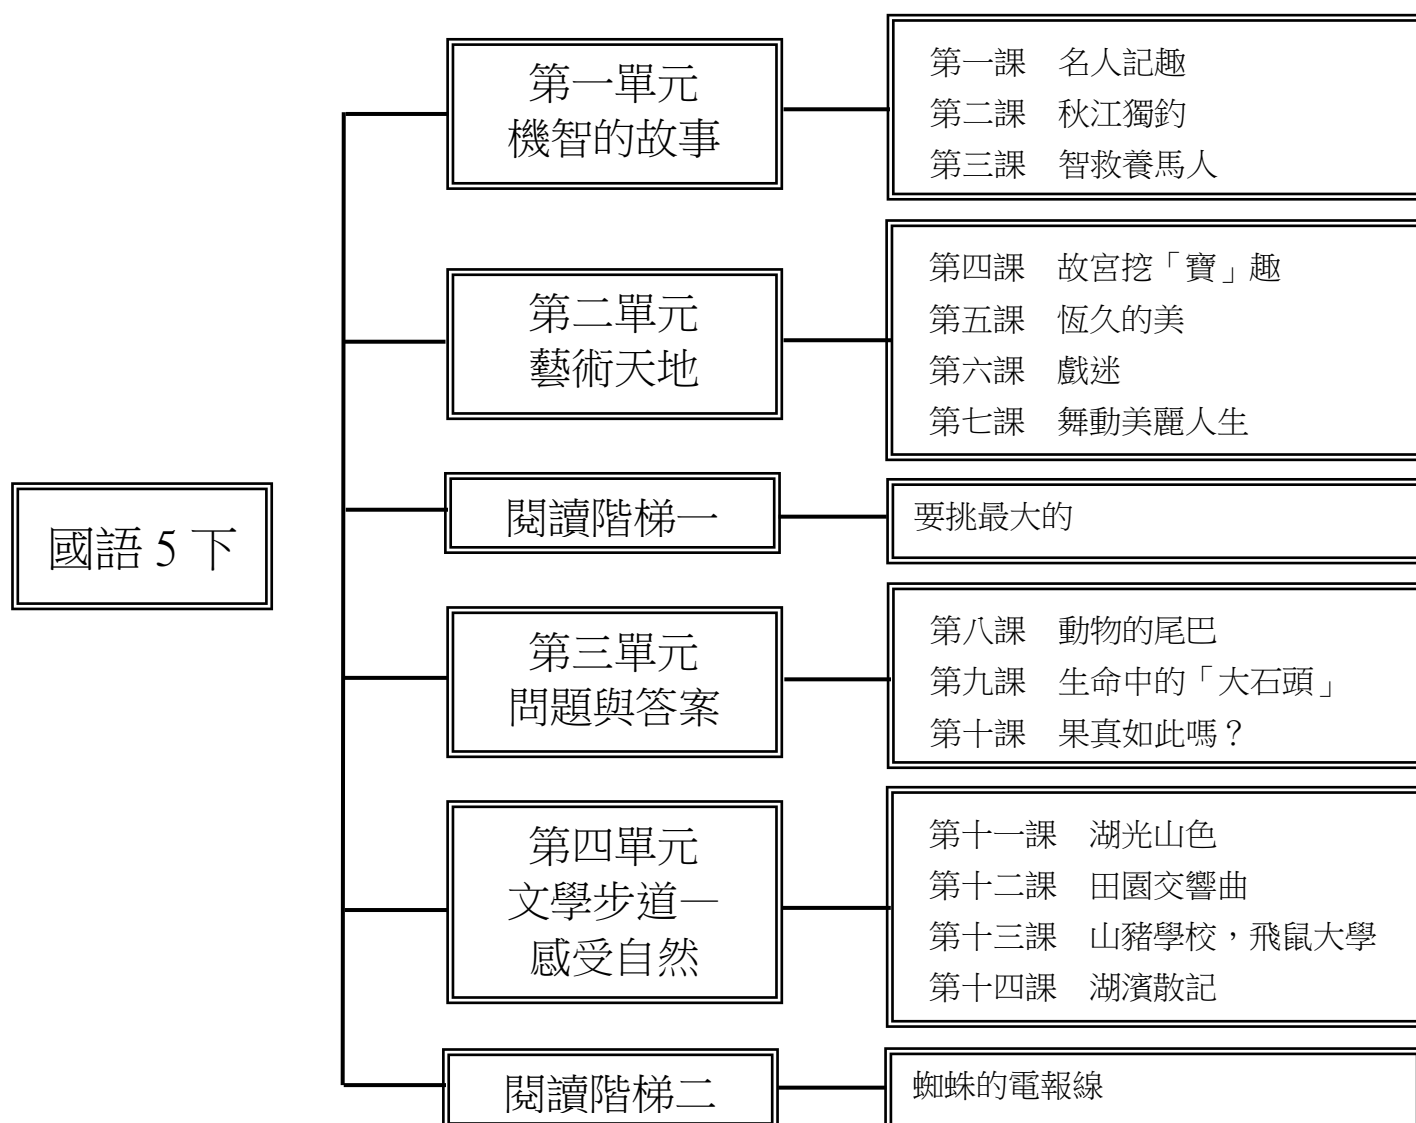 國語 5 下
第一單元
機智的故事
第一課　名人記趣
第二課　秋江獨釣
第三課　智救養馬人
第二單元
藝術天地
第四課　故宮挖「寶」趣
第五課　恆久的美
第六課　戲迷
第七課　舞動美麗人生
閱讀階梯一
要挑最大的
第三單元
問題與答案
第八課　動物的尾巴
第九課　生命中的「大石頭」
第十課　果真如此嗎？
第四單元
文學步道—
感受自然
第十一課　湖光山色
第十二課　田園交響曲
第十三課　山豬學校，飛鼠大學
第十四課　湖濱散記
閱讀階梯二
蜘蛛的電報線